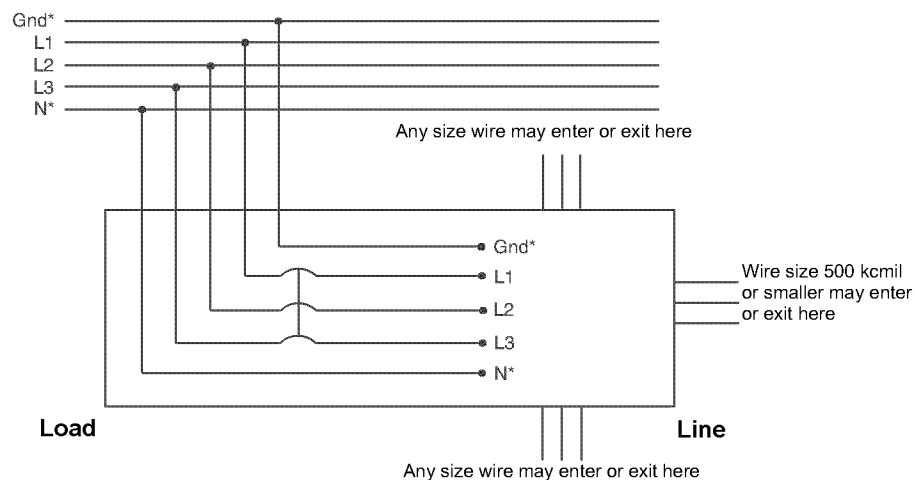 Gnd*
L1
L2
L3
N*
Any size wire may enter or exit here
Gnd*
L1
L2
L3
N*
Wire size 500 kcmil
or smaller may enter
or exit here
Load
Line
Any size wire may enter or exit here